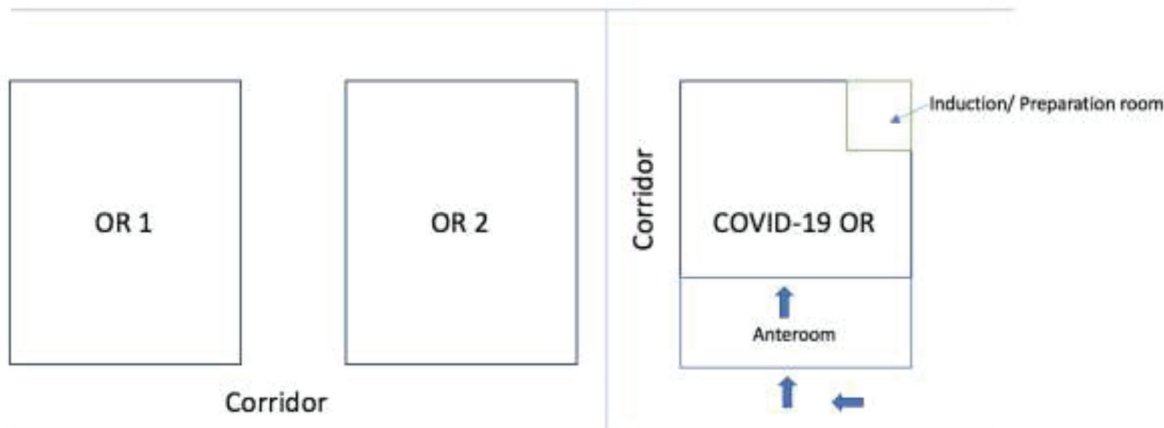 Induction/ Preparation room
OR 1
OR 2
Corridor
COVID-19 OR
Anteroom
Corridor